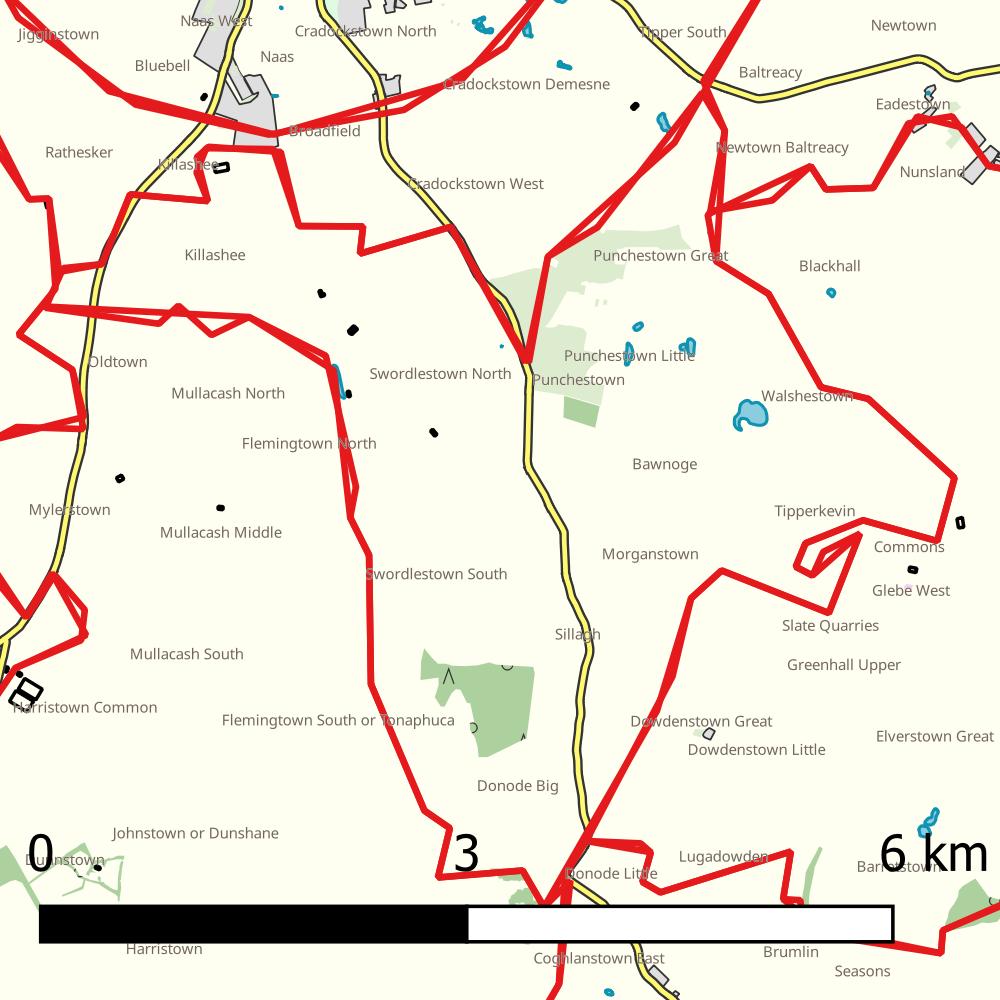 Naas West
Jigginstown
Cradockstown North
Tipper South
Newtown
Naas
Bluebell
Baltreacy
Cradockstown Demesne
Eadestown
Broadfield
Rathesker
Newtown Baltreacy
Killashee
Nunsland
Cradockstown West
Killashee
Punchestown Great
Blackhall
Oldtown
Punchestown Little
Swordlestown North
Punchestown
Mullacash North
Walshestown
Flemingtown North
Bawnoge
Mylerstown
Tipperkevin
Mullacash Middle
Commons
Morganstown
Swordlestown South
Glebe West
Slate Quarries
Sillagh
Mullacash South
Greenhall Upper
Harristown Common
Flemingtown South or Tonaphuca
Dowdenstown Great
Elverstown Great
Dowdenstown Little
Donode Big
Johnstown or Dunshane
0
3
6 km
Dunnstown
Lugadowden
Barretstown
Donode Little
Harristown
Coghlanstown East
Brumlin
Seasons